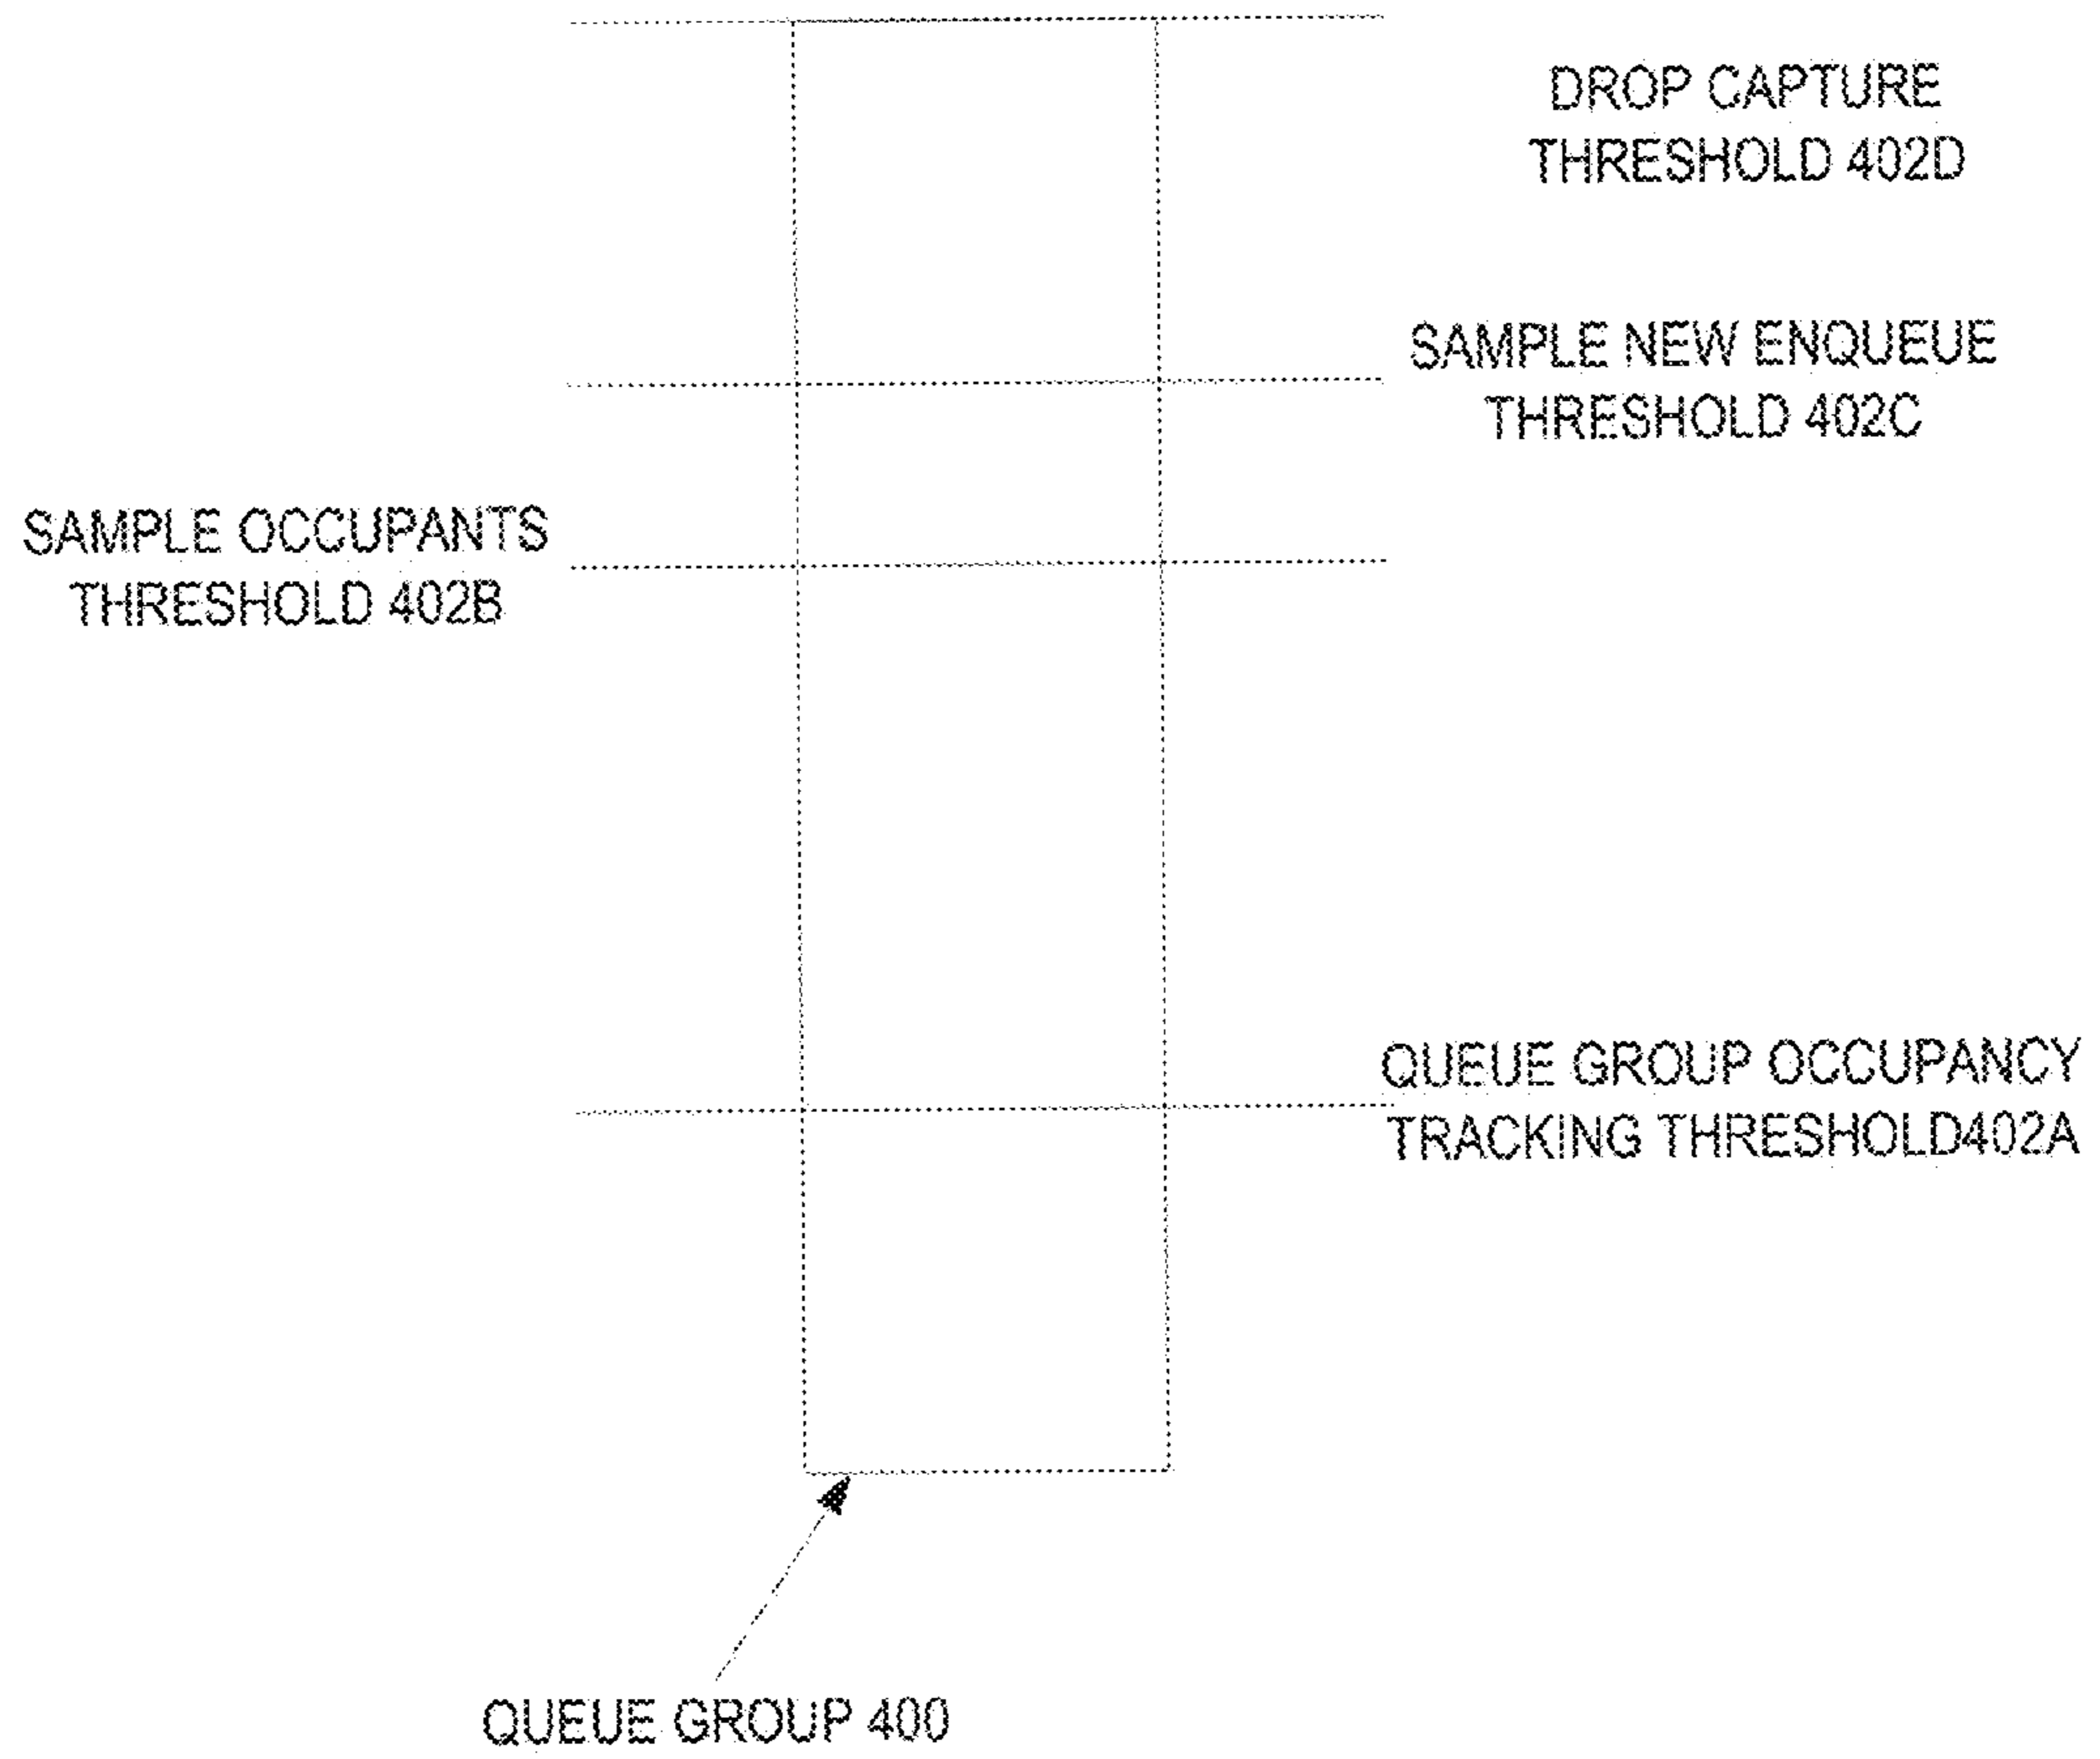 DROP CAPTURE
THRESHOLD 402D
SAMPLE NEW ENQUEUE
THRESHOLD 402C
SAMPLE OCCUPANTS
THRESHOLD 402B
QUEUE GROUP OCCUPANCY
TRACKING THRESHOLD402A
QUEUE GROUP 400